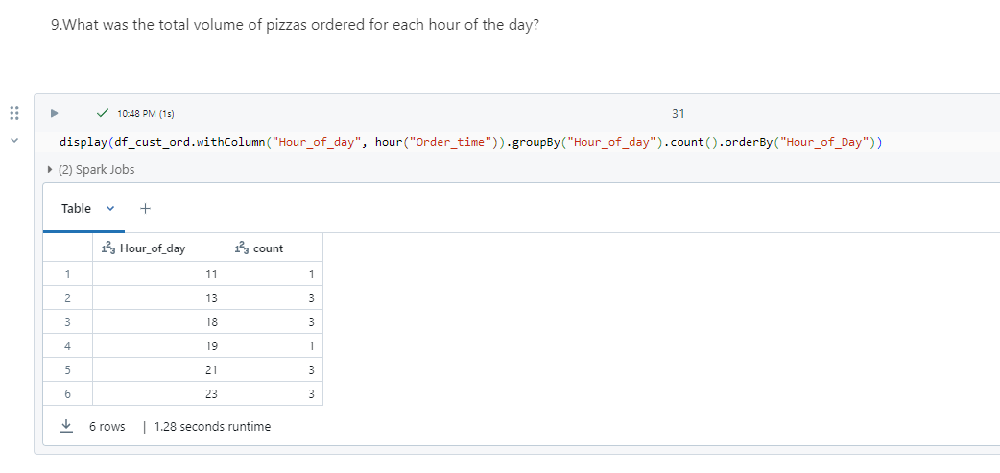 9.What was the total volume of pizzas ordered for each hour of the day?
10:48 PM (1s)
31
display(df_cust_ord.withColumn("Hour_of_day", hour("Order_time")).groupBy("Hour_of_day").count().orderBy("Hour_of_Day"))
(2) Spark Jobs
Table +
123 Hour_of_day 123 count
1 11 1
2 13 3
3 18 3
4 19 1
5 21 3
6 23 3
6 rows | 1.28 seconds runtime